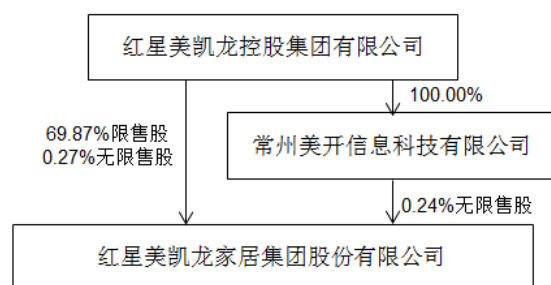 红星美凯龙控股集团有限公司
100.00%
69.87%限售股
0.27%无限售股
常州美开信息科技有限公司
0.24%无限售股
红星美凯龙家居集团股份有限公司